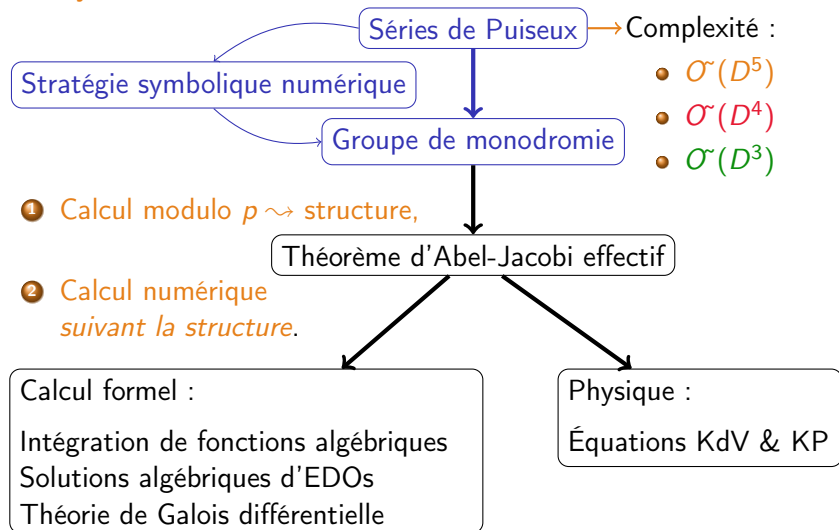 Séries de Puiseux
Complexité :
Stratégie symbolique numérique
O˜(D⁵)
O˜(D⁴)
O˜(D³)
Groupe de monodromie
1 Calcul modulo p ⇝ structure,
Théorème d'Abel-Jacobi effectif
2 Calcul numérique
suivant la structure.
Calcul formel :
Intégration de fonctions algébriques
Solutions algébriques d'EDOs
Théorie de Galois différentielle
Physique :
Équations KdV & KP